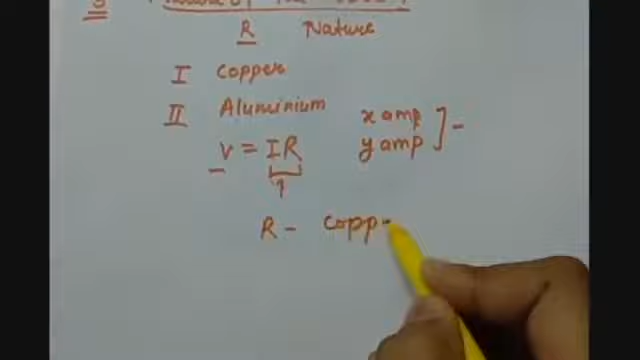 R Nature
I Copper
II Aluminium x amp
V = IR y amp
R - Copp